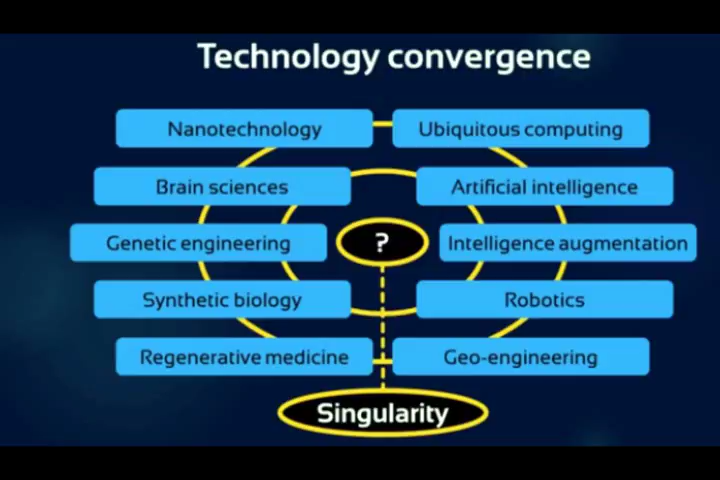 Technology convergence
Nanotechnology
Ubiquitous computing
Brain sciences
Artificial intelligence
Genetic engineering
?
Intelligence augmentation
Synthetic biology
Robotics
Regenerative medicine
Geo-engineering
Singularity